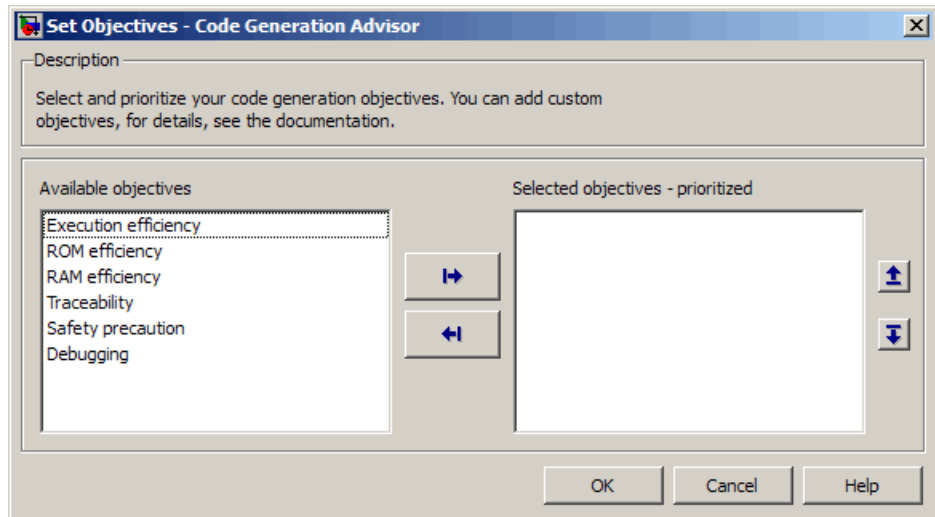 Set Objectives - Code Generation Advisor
Description
Select and prioritize your code generation objectives. You can add custom
objectives, for details, see the documentation.
Available objectives
Selected objectives - prioritized
Execution efficiency
ROM efficiency
RAM efficiency
Traceability
Safety precaution
Debugging
OK
Cancel
Help